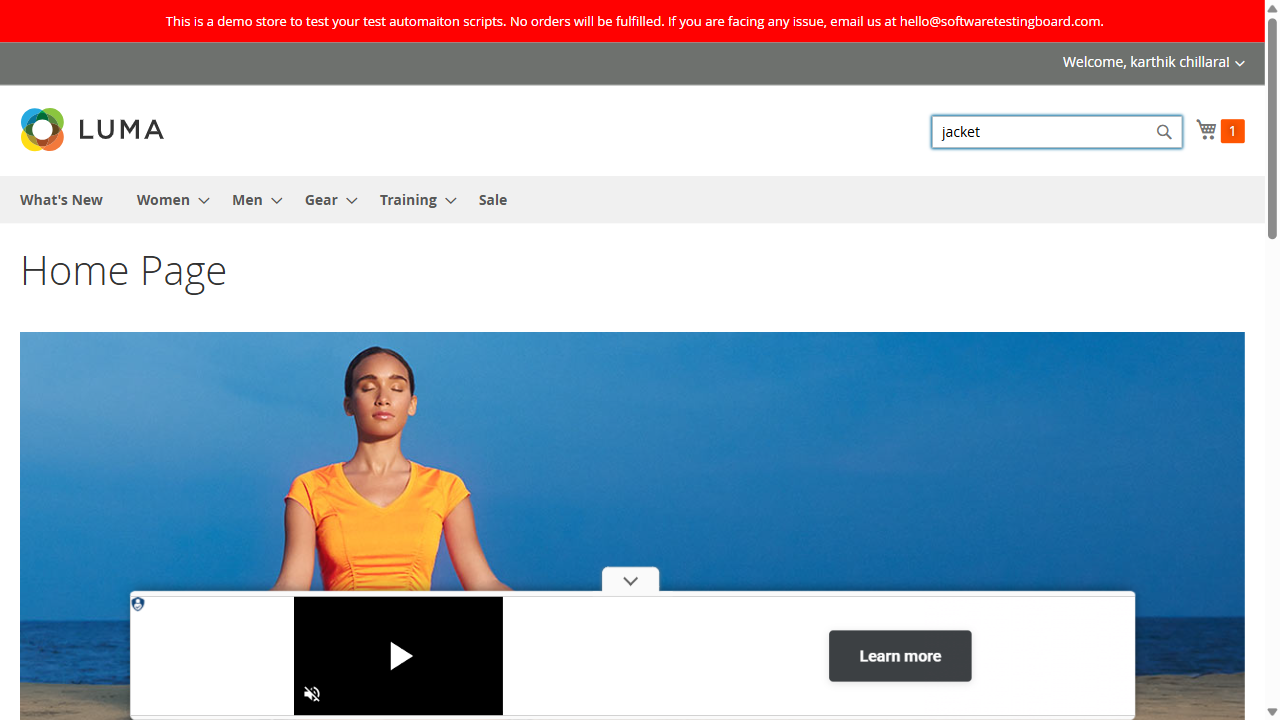 This is a demo store to test your test automaiton scripts. No orders will be fulfilled. If you are facing any issue, email us at hello@softwaretestingboard.com.
Welcome, karthik chillara!
LUMA
jacket
1
What's New
Women
Men
Gear
Training
Sale
Home Page
Learn more